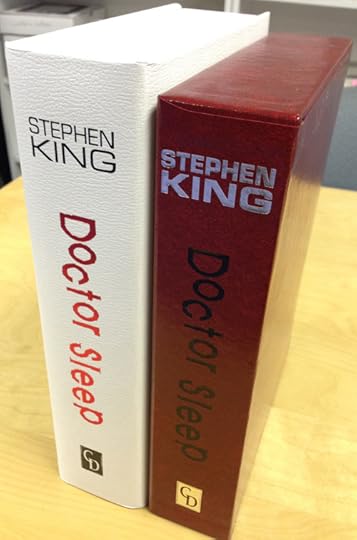 STEPHEN
KING
Doctor Sleep
CD
STEPHEN
KING
Doctor Sleep
CD